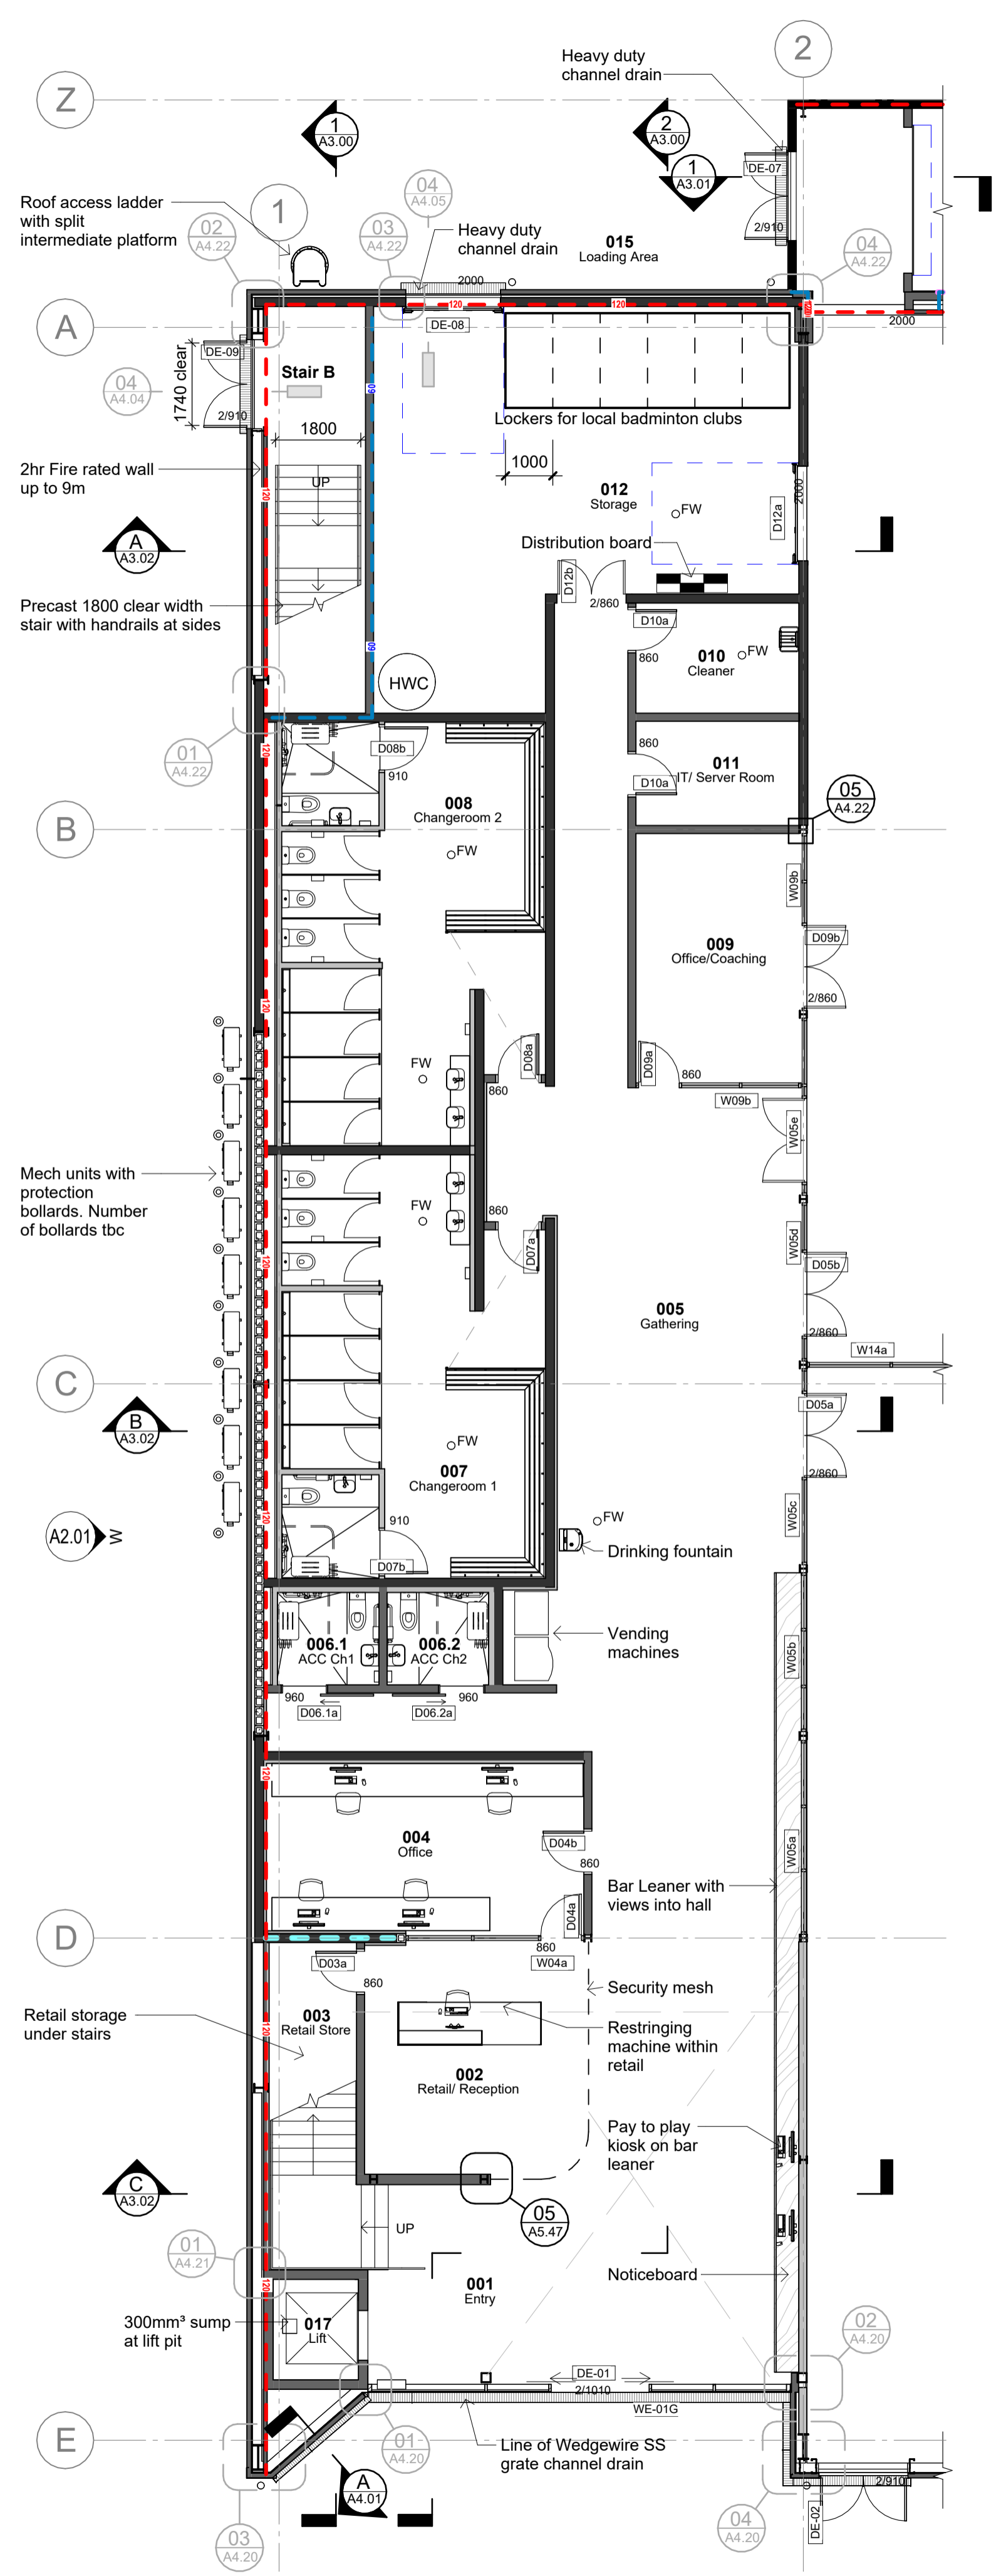 2
Heavy duty
channel drain
Z
1
A3.00
2
A3.00
1
A3.01
DE-07
2/910
Roof access ladder
with split
intermediate platform
02
A4.22
1
03
A4.22
04
A4.05
Heavy duty
channel drain
015
Loading Area
04
A4.22
2000
120
120
120
2000
A
DE-08
DE-09
Stair B
04
A4.04
1740 clear
2/910
60
1800
Lockers for local badminton clubs
1000
2hr Fire rated wall
up to 9m
UP
120
012
Storage
FW
D12a
2000
A
A3.02
Distribution board
D12b
2/860
Precast 1800 clear width
stair with handrails at sides
D10a
860
010
Cleaner
FW
60
HWC
01
A4.22
120
D08b
910
860
D10a
011
IT/ Server Room
008
Changeroom 2
05
A4.22
B
FW
W09b
009
Office/Coaching
D09b
2/860
120
FW
D08a
860
D09a
860
W09b
W05e
Mech units with
protection
bollards. Number
of bollards tbc
FW
860
D07a
120
W05d
D05b
005
Gathering
2/860
W14a
C
D05a
B
A3.02
FW
007
Changeroom 1
2/860
120
W05c
910
FW
A2.01
W
D07b
Drinking fountain
006.1
ACC Ch1
006.2
ACC Ch2
Vending
machines
W05b
960
D06.1a
960
D06.2a
120
004
Office
D04b
860
W05a
Bar Leaner with
views into hall
D04a
D
860
W04a
D03a
860
Security mesh
Retail storage
under stairs
003
Retail Store
120
Restringing
machine within
retail
002
Retail/ Reception
Pay to play
kiosk on bar
leaner
C
A3.02
05
A5.47
UP
01
A4.21
120
001
Entry
Noticeboard
300mm³ sump
at lift pit
017
Lift
02
A4.20
DE-01
2/1010
WE-01G
E
01
A4.20
Line of Wedgewire SS
grate channel drain
A
A4.01
2/910
DE-02
03
A4.20
04
A4.20